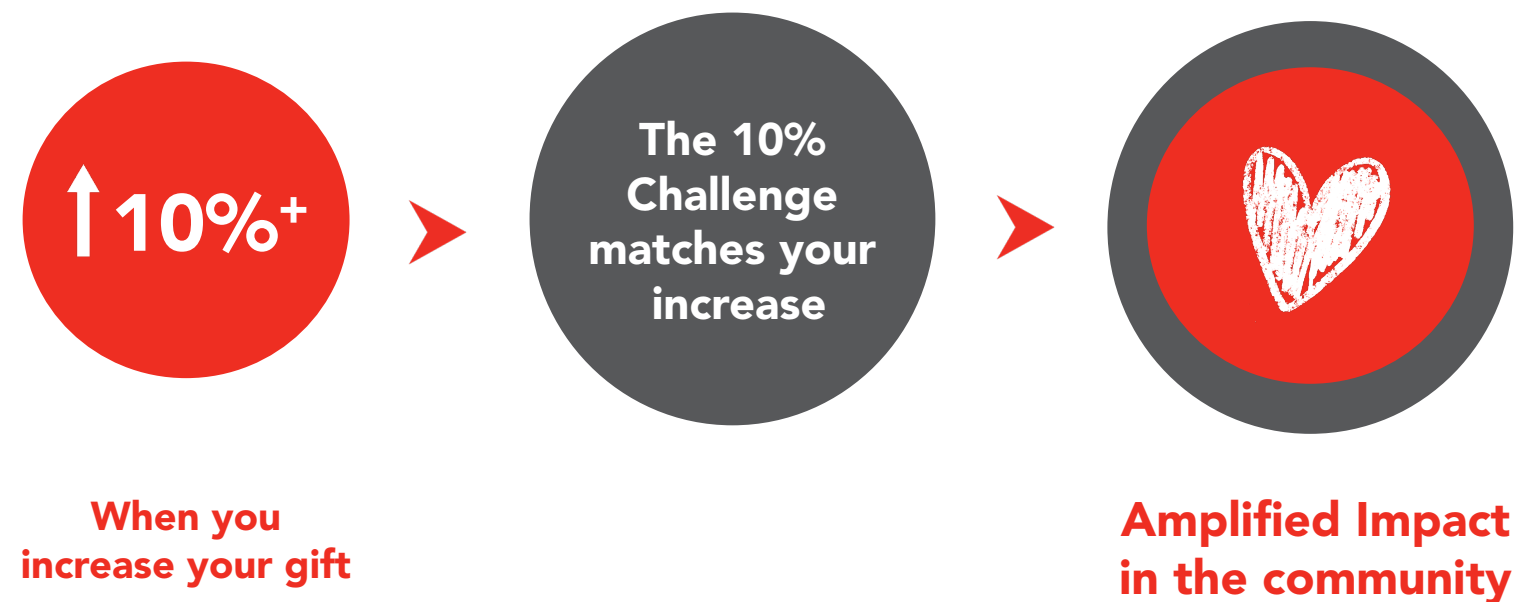 10%+
When you
increase your gift
The 10%
Challenge
matches your
increase
Amplified Impact
in the community